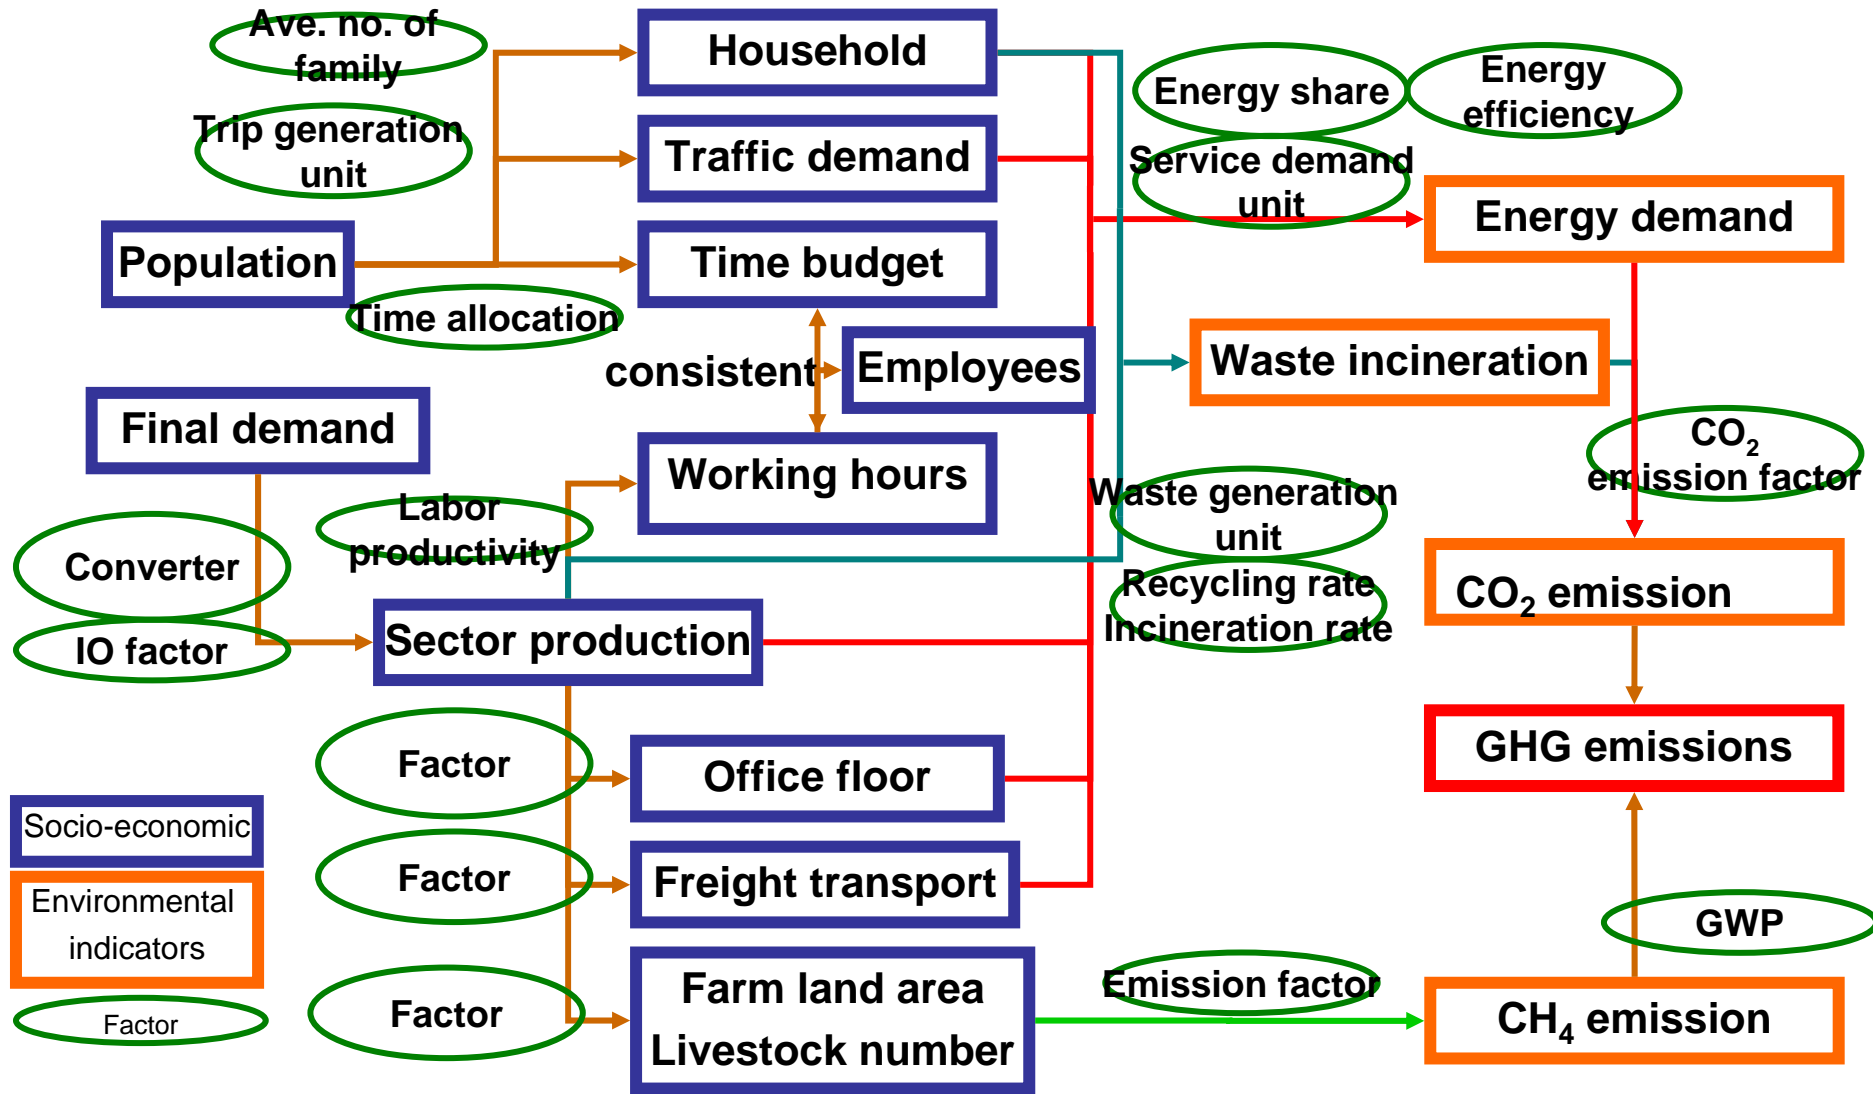 Ave. no. of
family
Household
Energy share
Energy
efficiency
Trip generation
unit
Traffic demand
Service demand
unit
Energy demand
Population
Time budget
Time allocation
consistent
Employees
Waste incineration
Final demand
Working hours
CO₂
emission factor
Labor
productivity
Waste generation
unit
Converter
Recycling rate
Incineration rate
CO₂ emission
IO factor
Sector production
Factor
Office floor
GHG emissions
Socio-economic
Factor
Freight transport
Environmental
indicators
GWP
Factor
Farm land area
Livestock number
Emission factor
CH₄ emission
Factor